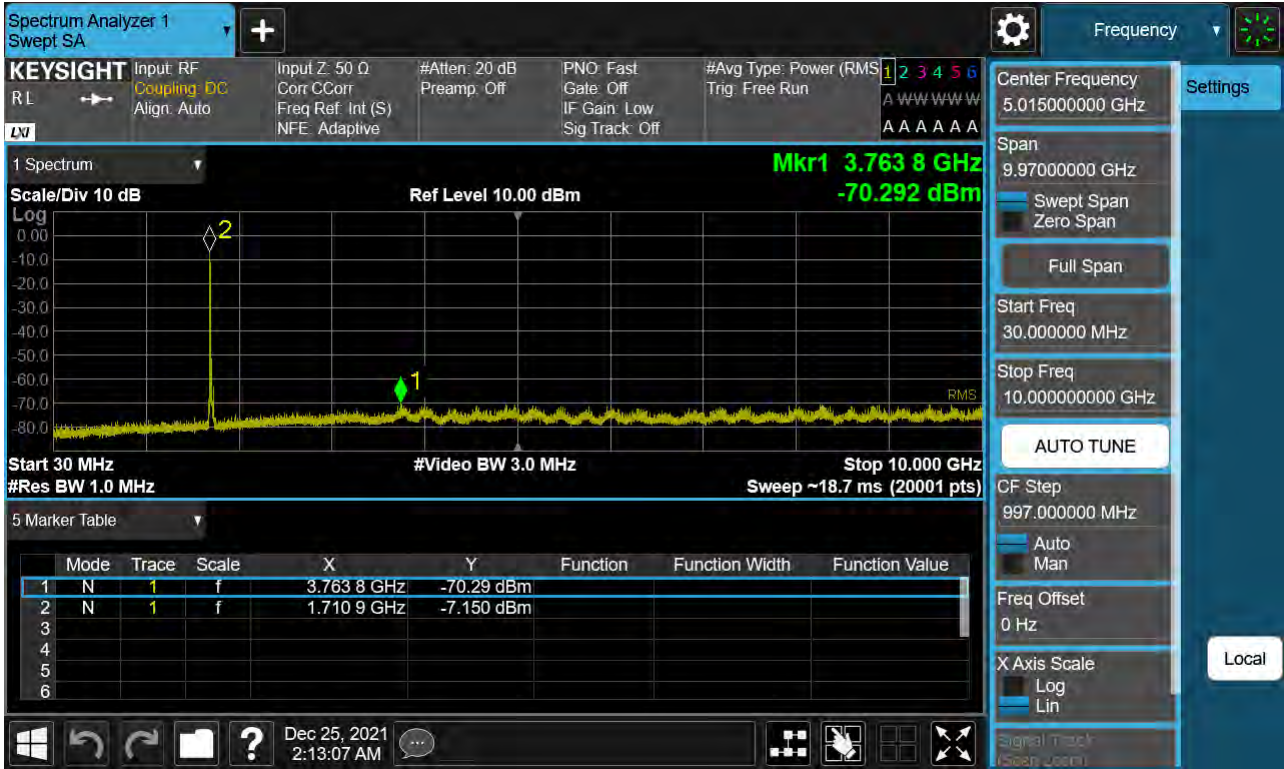 Spectrum Analyzer 1
Swept SA
Frequency
KEYSIGHT
R L
LXI
Input: RF
Coupling: DC
Align: Auto
Input Z: 50 Ω
Corr CCorr
Freq Ref: Int (S)
NFE: Adaptive
#Atten: 20 dB
Preamp: Off
PNO: Fast
Gate: Off
IF Gain: Low
Sig Track: Off
#Avg Type: Power (RMS
Trig: Free Run
1 2 3 4 5 6
A W W W W W
A A A A A A
1 Spectrum
Scale/Div 10 dB
Ref Level 10.00 dBm
Mkr1 3.763 8 GHz
-70.292 dBm
Log
0.00
-10.0
-20.0
-30.0
-40.0
-50.0
-60.0
-70.0
-80.0
2
1
RMS
Start 30 MHz
#Video BW 3.0 MHz
Stop 10.000 GHz
#Res BW 1.0 MHz
Sweep ~18.7 ms (20001 pts)
5 Marker Table
Mode Trace Scale X Y Function Function Width Function Value
1 N 1 f 3.763 8 GHz -70.29 dBm
2 N 1 f 1.710 9 GHz -7.150 dBm
3
4
5
6
Dec 25, 2021
2:13:07 AM
Center Frequency
5.015000000 GHz
Span
9.97000000 GHz
Swept Span
Zero Span
Full Span
Start Freq
30.000000 MHz
Stop Freq
10.000000000 GHz
AUTO TUNE
CF Step
997.000000 MHz
Auto
Man
Freq Offset
0 Hz
X Axis Scale
Log
Lin
Signal Track
(Span Zoom)
Settings
Local